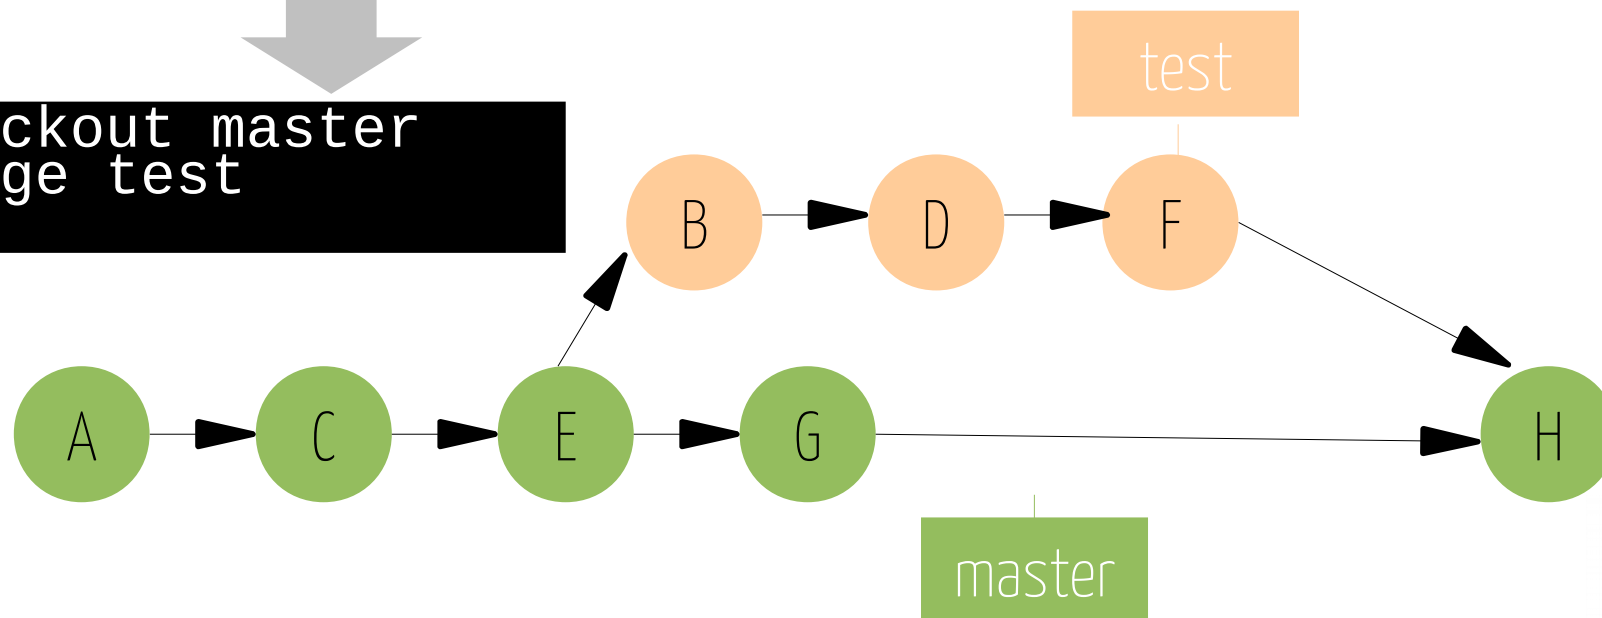 ckout master
ge test
test
B D F
A C E G H
master